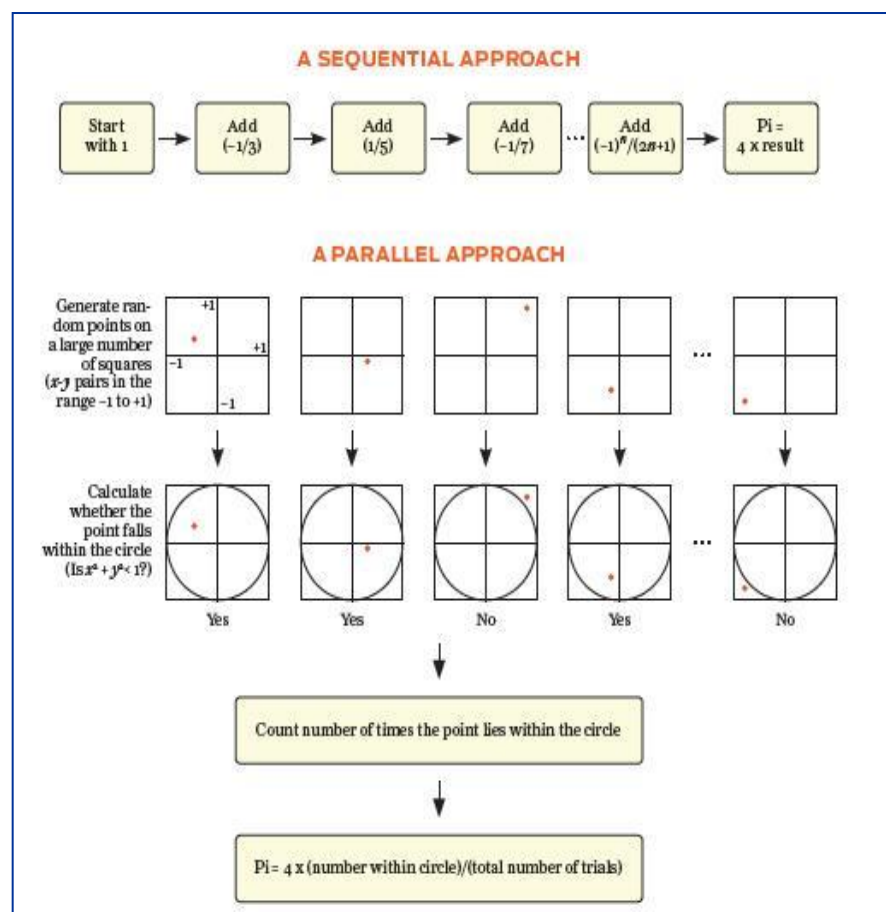 A SEQUENTIAL APPROACH
Start
with 1
Add
(−1/3)
Add
(1/5)
Add
(−1/7)
...
Add
(−1)ⁿ/(2n+1)
Pi =
4 x result
A PARALLEL APPROACH
Generate ran-
dom points on
a large number
of squares
(x-y pairs in the
range −1 to +1)
+1
+1
−1
−1
...
Calculate
whether the
point falls
within the circle
(Is x² + y² < 1?)
...
Yes
Yes
No
Yes
No
Count number of times the point lies within the circle
Pi = 4 x (number within circle)/(total number of trials)